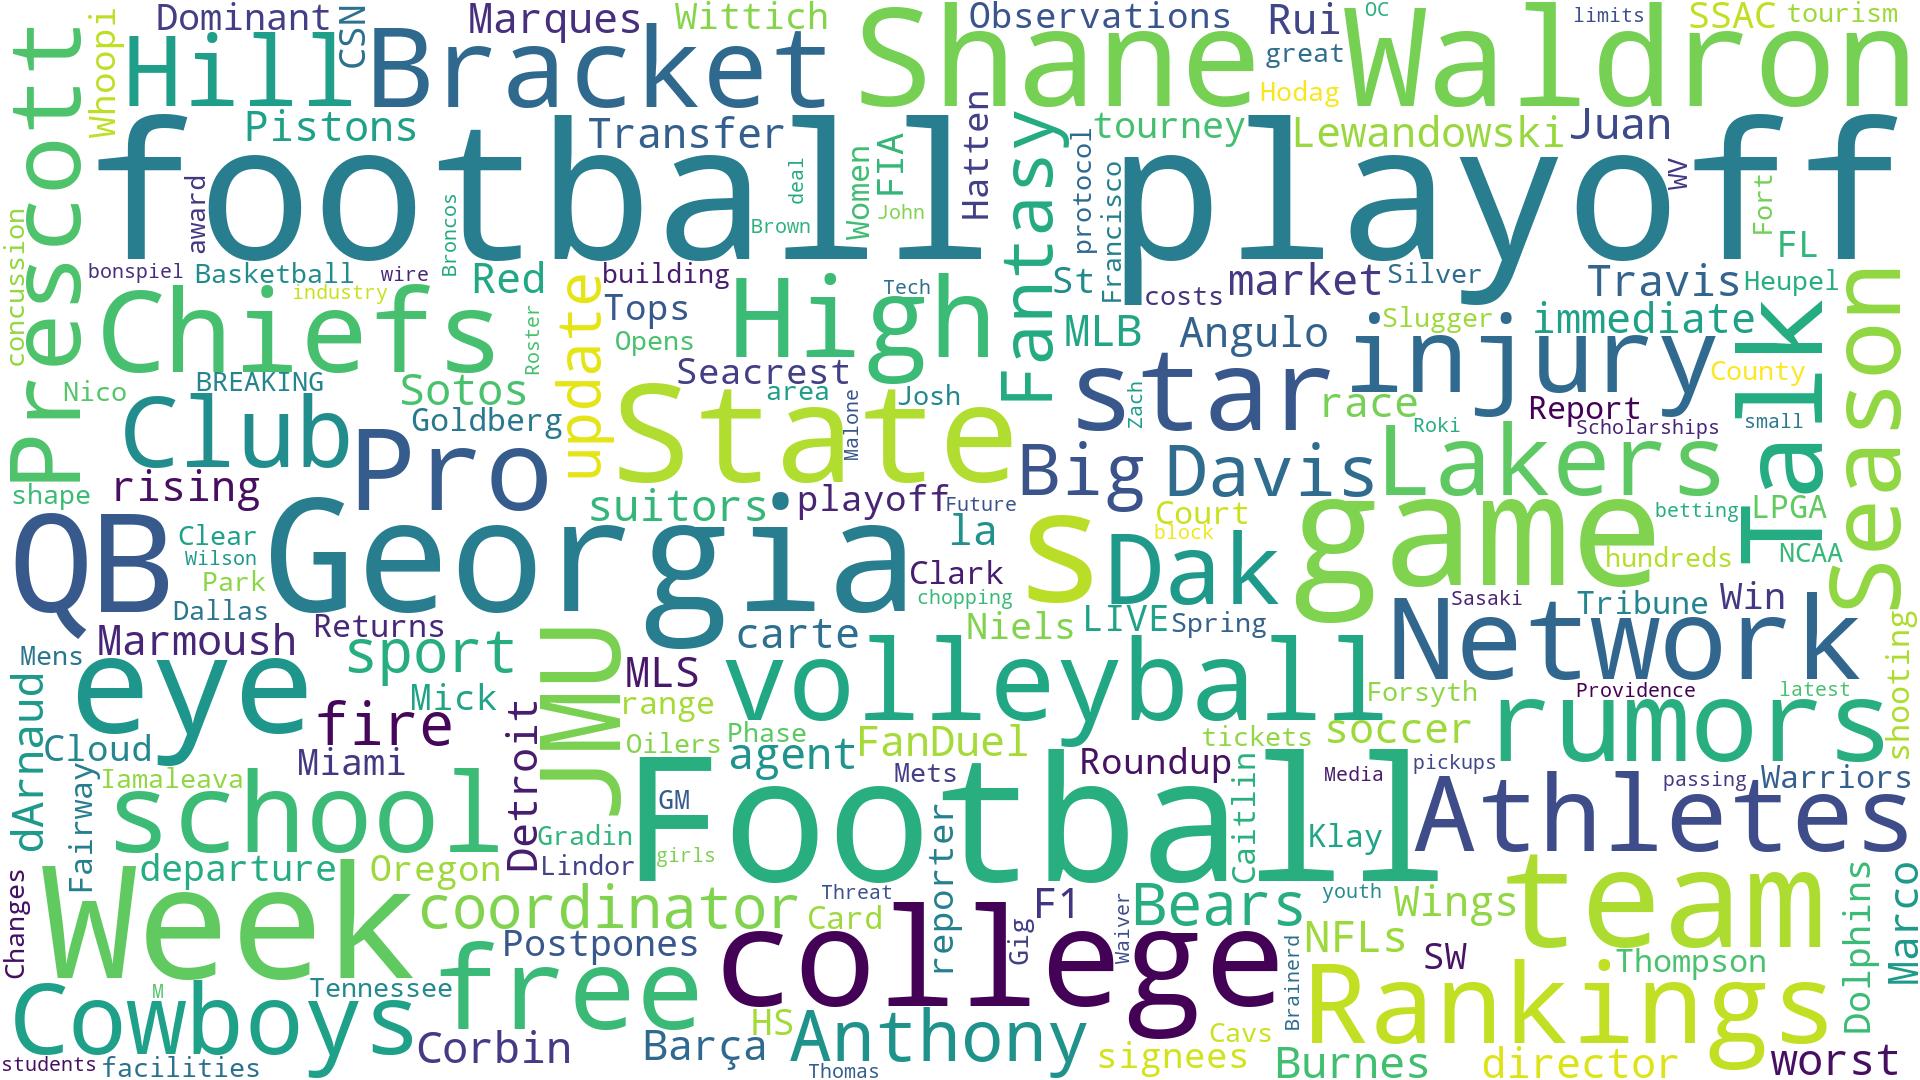 Dominant
CSN
Marques
Wittich
Observations
Rui
OC
limits
SSAC
tourism
Whoopi
Hill
Bracket
Shane
great
Waldron
Hodag
Prescott
Pistons
Transfer
tourney
Lewandowski
Juan
football
award
Broncos
deal
Brown
Women
FIA
John
Hatten
Fantasy
protocol
Francisco
playoff
WV
Fort
FL
concussion
bonspiel
Basketball
wire
industry
Red
building
St
costs
market
Silver
Travis
Heupel
Chiefs
Roster
update
Tops
Opens
High
Tech
MLB
Angulo
Slugger
immediate
Talk
season
Nico
BREAKING
Sotos
Seacrest
area
Josh
star
Zach
injury
County
Club
Goldberg
State
Malone
race
Roki
Report
Scholarships
small
shape
rising
Pro
suitors
playoff
Future
Big
Davis
Lakers
betting
LPGA
NCAA
QB
Clear
Wilson
Park
Dallas
Georgia
la
Clark
chopping
s
Court
block
Dak
game
hundreds
Marmoush
Returns
sport
JMU
carte
Niels
LIVE
Spring
Network
Sasaki
Tribune
Win
Mens
eye
Mick
MLS
range
volleyball
Forsyth
Providence
latest
shooting
dArnaud
Cloud
fire
Miami
Detroit
Oilers
Phase
agent
FanDuel
tickets
soccer
rumors
Iamaleava
Fairway
school
Gradin
GM
Football
Mets
Roundup
Media
pickups
passing
Warriors
Lindor
girls
reporter
Caitlin
Klay
Athletes
departure
Oregon
Changes
Week
coordinator
Threat
Card
F1
Gig
Waiver
Bears
youth
Wings
team
Dolphins
Marco
Postpones
college
Brainerd
NFLs
SW
Thompson
M
Tennessee
free
Cowboys
Rankings
students
facilities
Corbin
Barça
HS
Anthony
Thomas
signees
Cavs
Burnes
director
worst